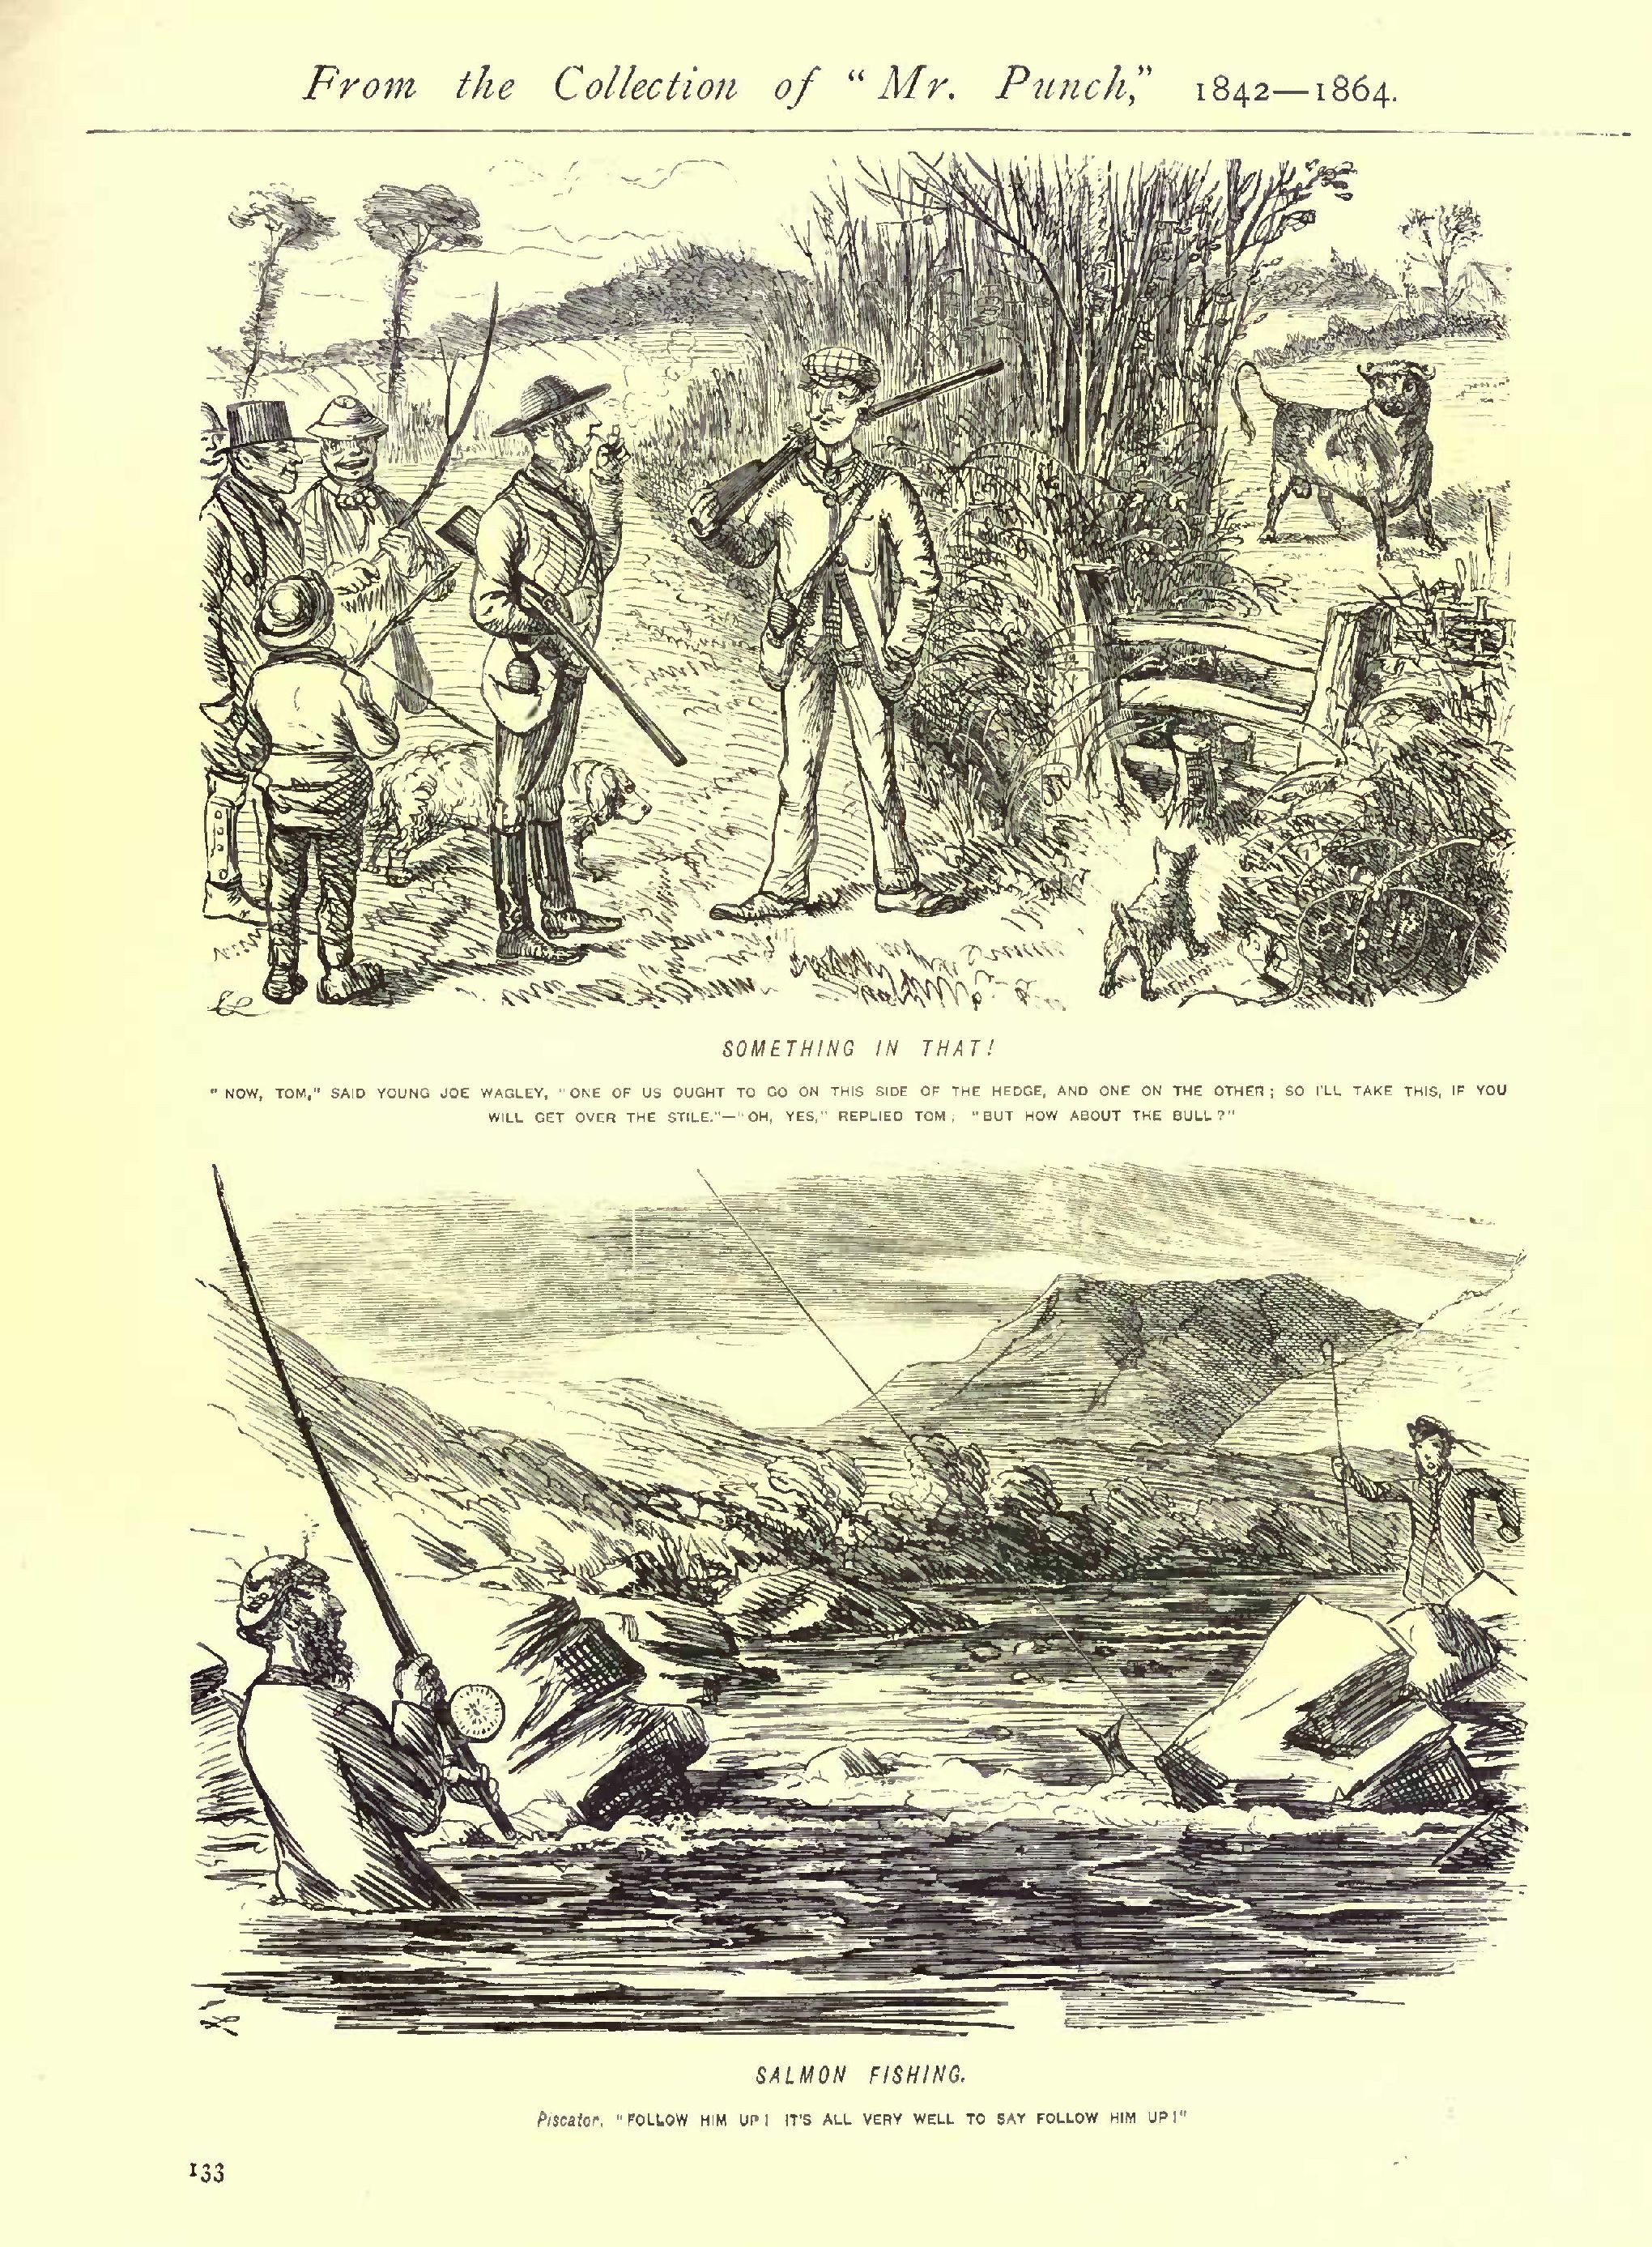 From the Collection of “Mr. Punch,” 1842—1864.
SOMETHING IN THAT!
"NOW, TOM," SAID YOUNG JOE WAGLEY, "ONE OF US OUGHT TO GO ON THIS SIDE OF THE HEDGE, AND ONE ON THE OTHER; SO I'LL TAKE THIS, IF YOU
WILL GET OVER THE STILE."—"OH, YES," REPLIED TOM; "BUT HOW ABOUT THE BULL?"
SALMON FISHING.
Piscator. "FOLLOW HIM UP! IT'S ALL VERY WELL TO SAY FOLLOW HIM UP!"
133